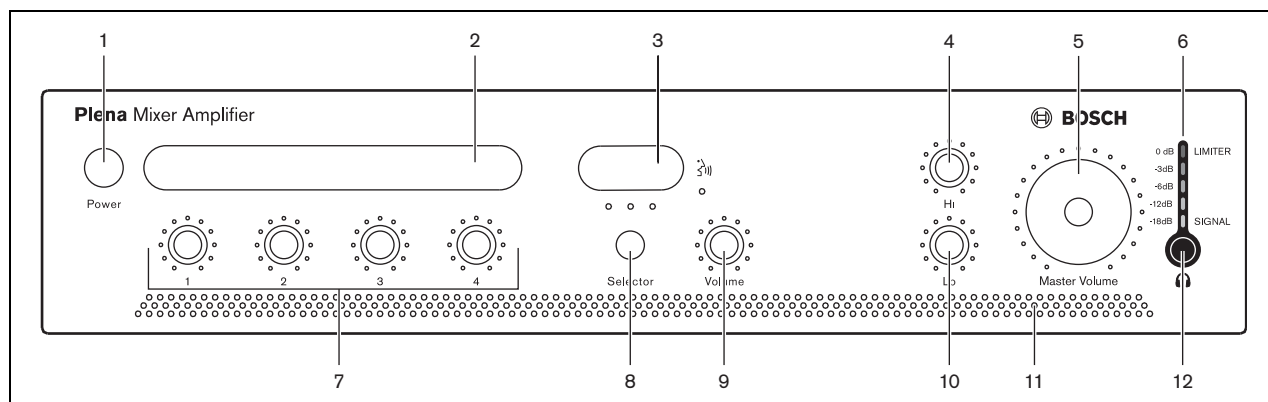 1 2 3 4 5 6
Plena Mixer Amplifier
BOSCH
0 dB LIMITER
-3dB
-6dB
-12dB
-18dB SIGNAL
Power
Hi
1 2 3 4
Selector Volume Lo Master Volume
7 8 9 10 11 12